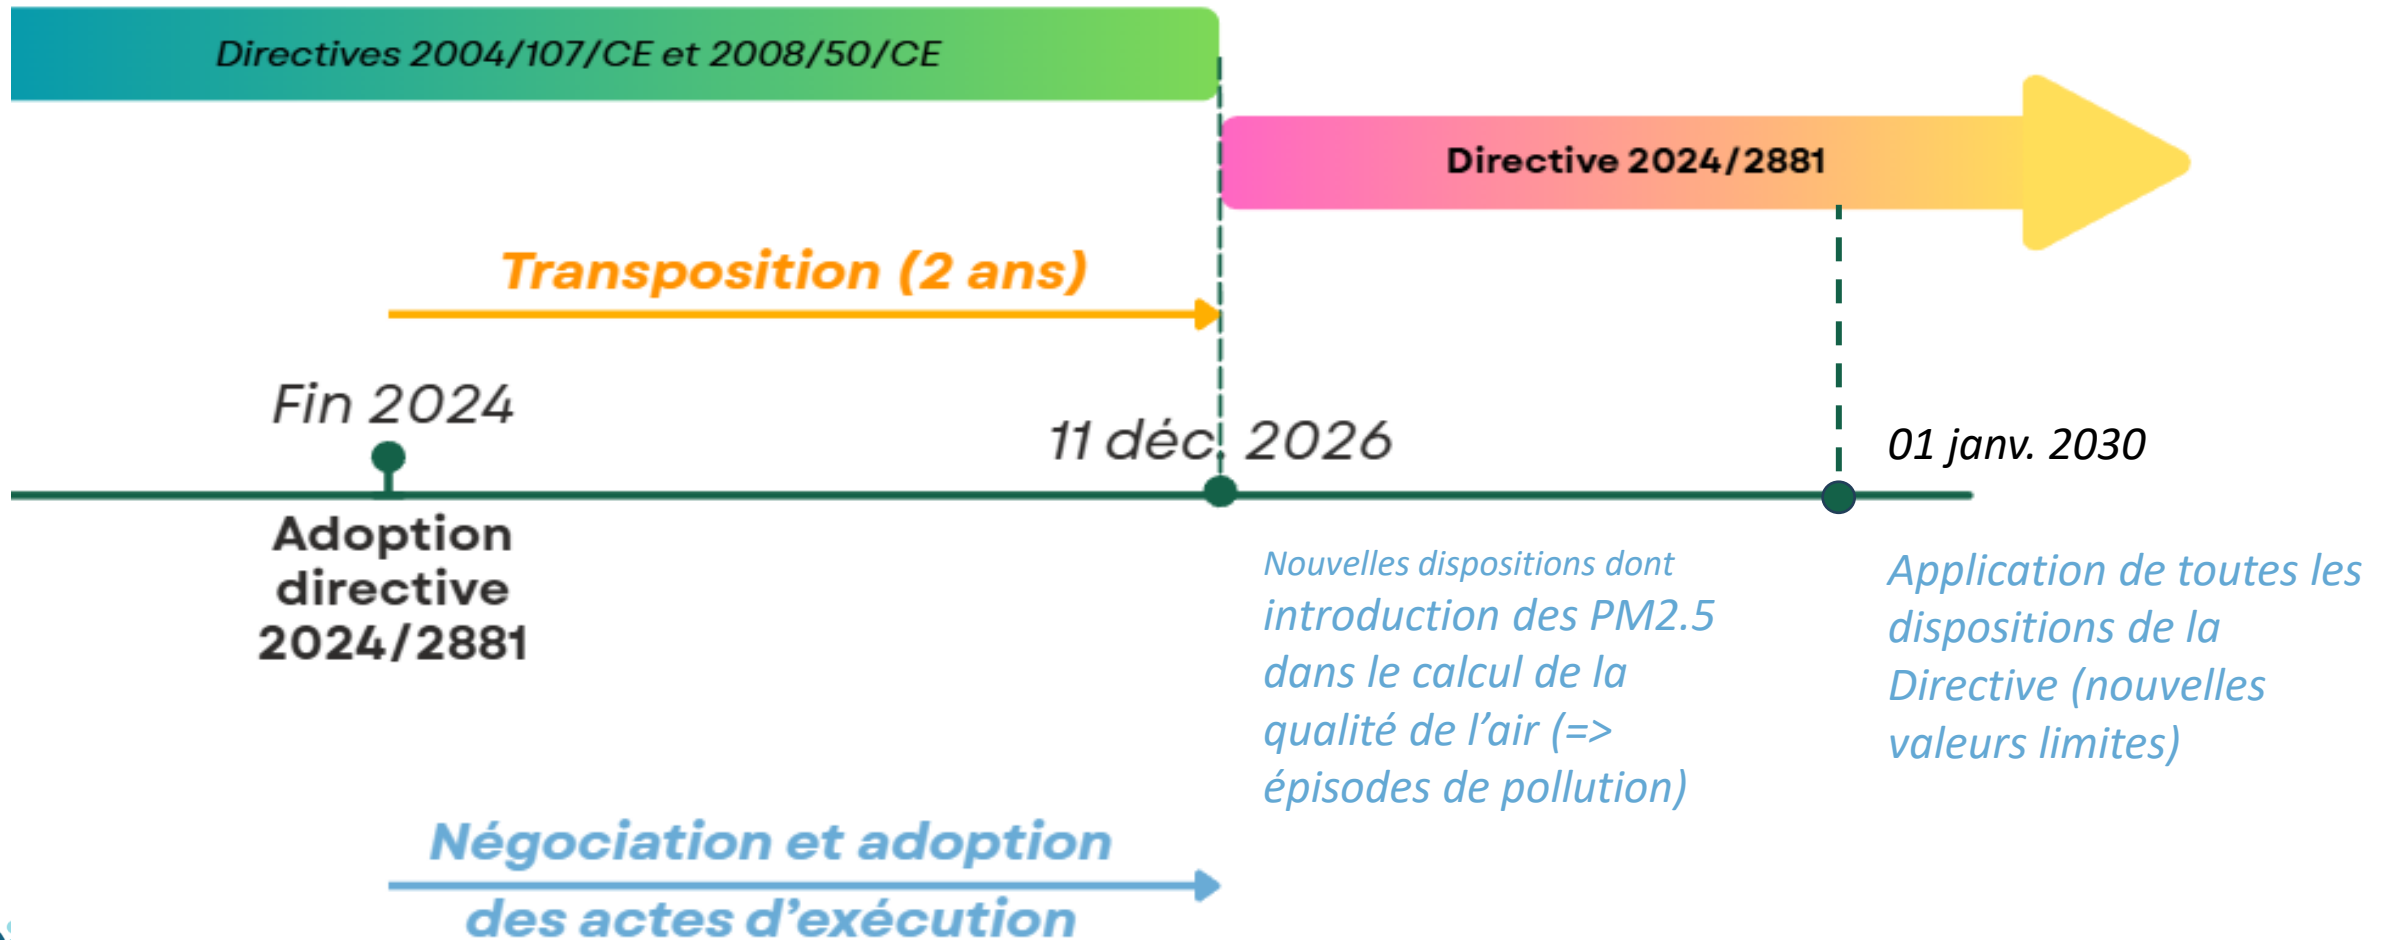 Directives 2004/107/CE et 2008/50/CE
Directive 2024/2881
Transposition (2 ans)
Fin 2024
11 déc. 2026
01 janv. 2030
Adoption
directive
2024/2881
Nouvelles dispositions dont
introduction des PM2.5
dans le calcul de la
qualité de l’air (=>
épisodes de pollution)
Application de toutes les
dispositions de la
Directive (nouvelles
valeurs limites)
Négociation et adoption
des actes d’exécution